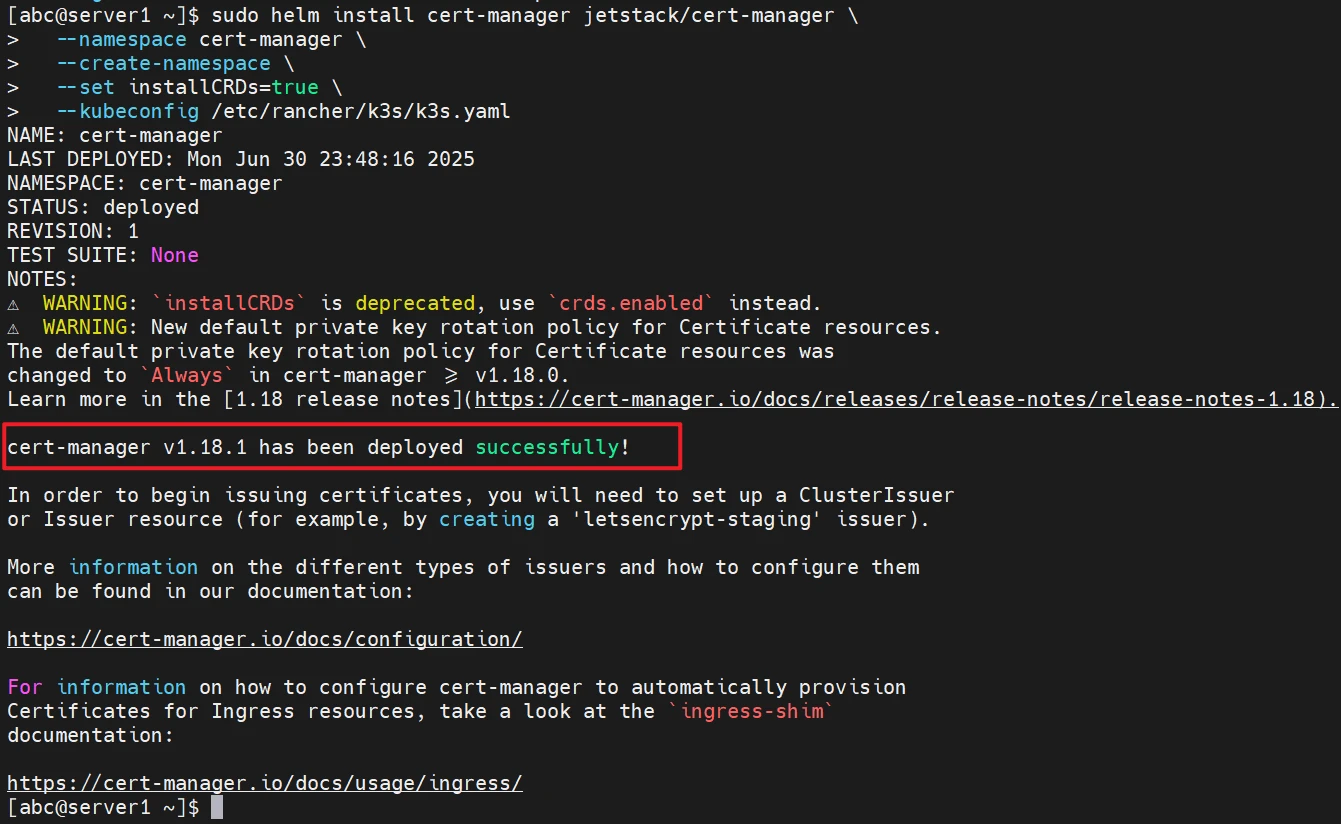 [abc@server1 ~]$ sudo helm install cert-manager jetstack/cert-manager \
>   --namespace cert-manager \
>   --create-namespace \
>   --set installCRDs=true \
>   --kubeconfig /etc/rancher/k3s/k3s.yaml
NAME: cert-manager
LAST DEPLOYED: Mon Jun 30 23:48:16 2025
NAMESPACE: cert-manager
STATUS: deployed
REVISION: 1
TEST SUITE: None
NOTES:
⚠  WARNING: `installCRDs` is deprecated, use `crds.enabled` instead.
⚠  WARNING: New default private key rotation policy for Certificate resources.
The default private key rotation policy for Certificate resources was
changed to `Always` in cert-manager ⩾ v1.18.0.
Learn more in the [1.18 release notes](https://cert-manager.io/docs/releases/release-notes/release-notes-1.18).
cert-manager v1.18.1 has been deployed successfully!
In order to begin issuing certificates, you will need to set up a ClusterIssuer
or Issuer resource (for example, by creating a 'letsencrypt-staging' issuer).
More information on the different types of issuers and how to configure them
can be found in our documentation:
https://cert-manager.io/docs/configuration/
For information on how to configure cert-manager to automatically provision
Certificates for Ingress resources, take a look at the `ingress-shim`
documentation:
https://cert-manager.io/docs/usage/ingress/
[abc@server1 ~]$